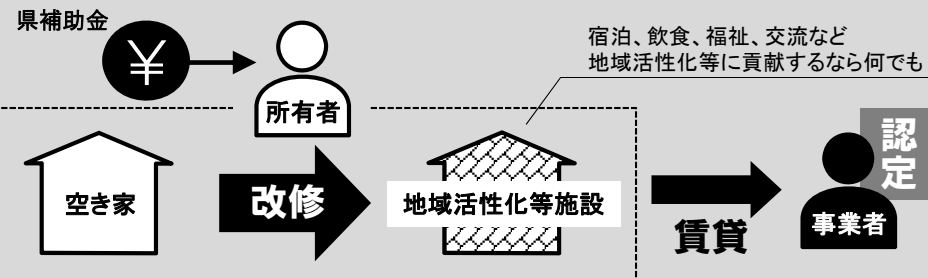 県補助金
¥
宿泊、飲食、福祉、交流など
地域活性化等に貢献するなら何でも
所有者
認定
空き家
改修
地域活性化等施設
賃貸
事業者